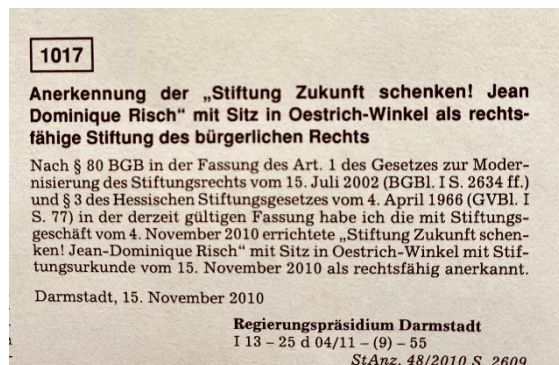 1017
Anerkennung der „Stiftung Zukunft schenken! Jean
Dominique Risch“ mit Sitz in Oestrich-Winkel als rechts-
fähige Stiftung des bürgerlichen Rechts
Nach § 80 BGB in der Fassung des Art. 1 des Gesetzes zur Moder-
nisierung des Stiftungsrechts vom 15. Juli 2002 (BGBl. I S. 2634 ff.)
und § 3 des Hessischen Stiftungsgesetzes vom 4. April 1966 (GVBl. I
S. 77) in der derzeit gültigen Fassung habe ich die mit Stiftungs-
geschäft vom 4. November 2010 errichtete „Stiftung Zukunft schen-
ken! Jean-Dominique Risch“ mit Sitz in Oestrich-Winkel mit Stif-
tungsurkunde vom 15. November 2010 als rechtsfähig anerkannt.
Darmstadt, 15. November 2010
Regierungspräsidium Darmstadt
I 13 – 25 d 04/11 – (9) – 55
StAnz. 48/2010 S. 2609